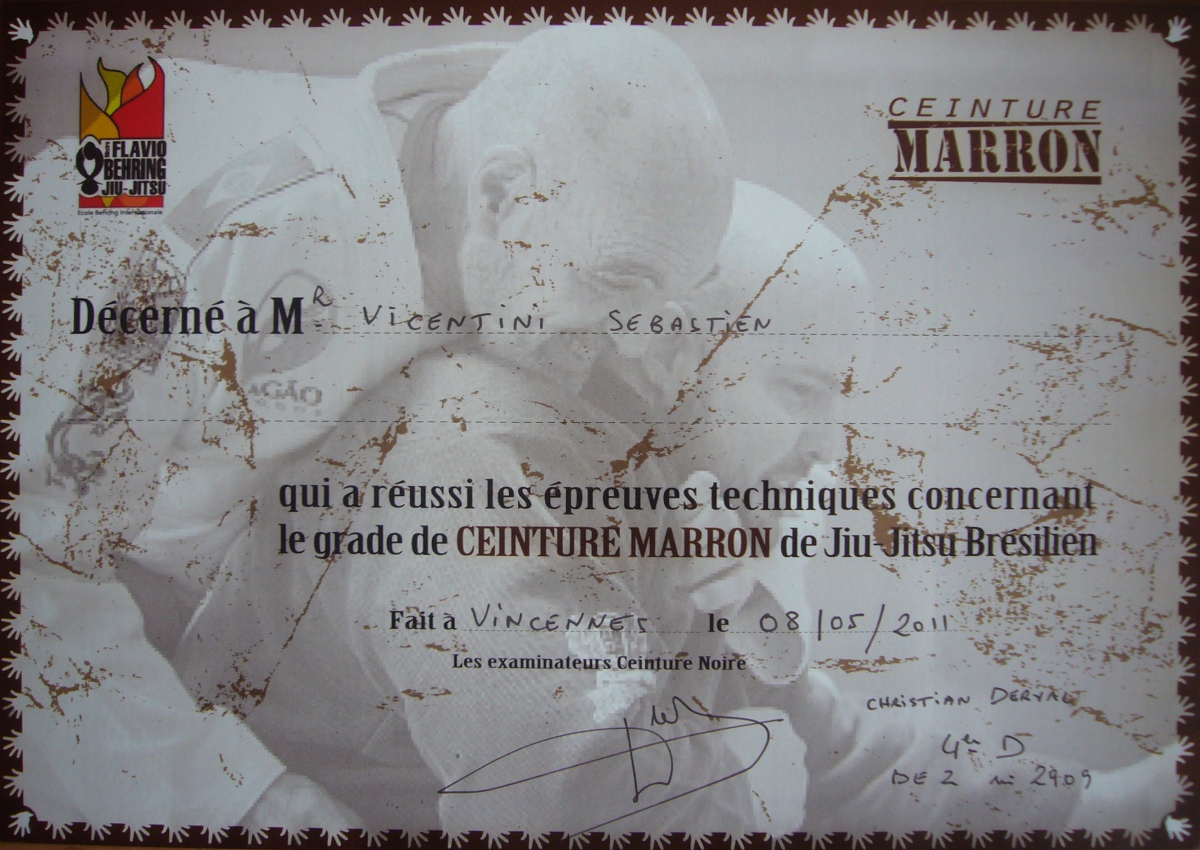 FLAVIO
BEHRING
JIU-JITSU
Ecole Behring Internationale
CEINTURE
MARRON
Décerné à Mʳ VICENTINI SEBASTIEN
AGÃO
qui a réussi les épreuves techniques concernant
le grade de CEINTURE MARRON de Jiu-Jitsu Brésilien
Fait à VINCENNES le 08/05/2011
Les examinateurs Ceinture Noire
CHRISTIAN DERVAL
D
DE 2 2909